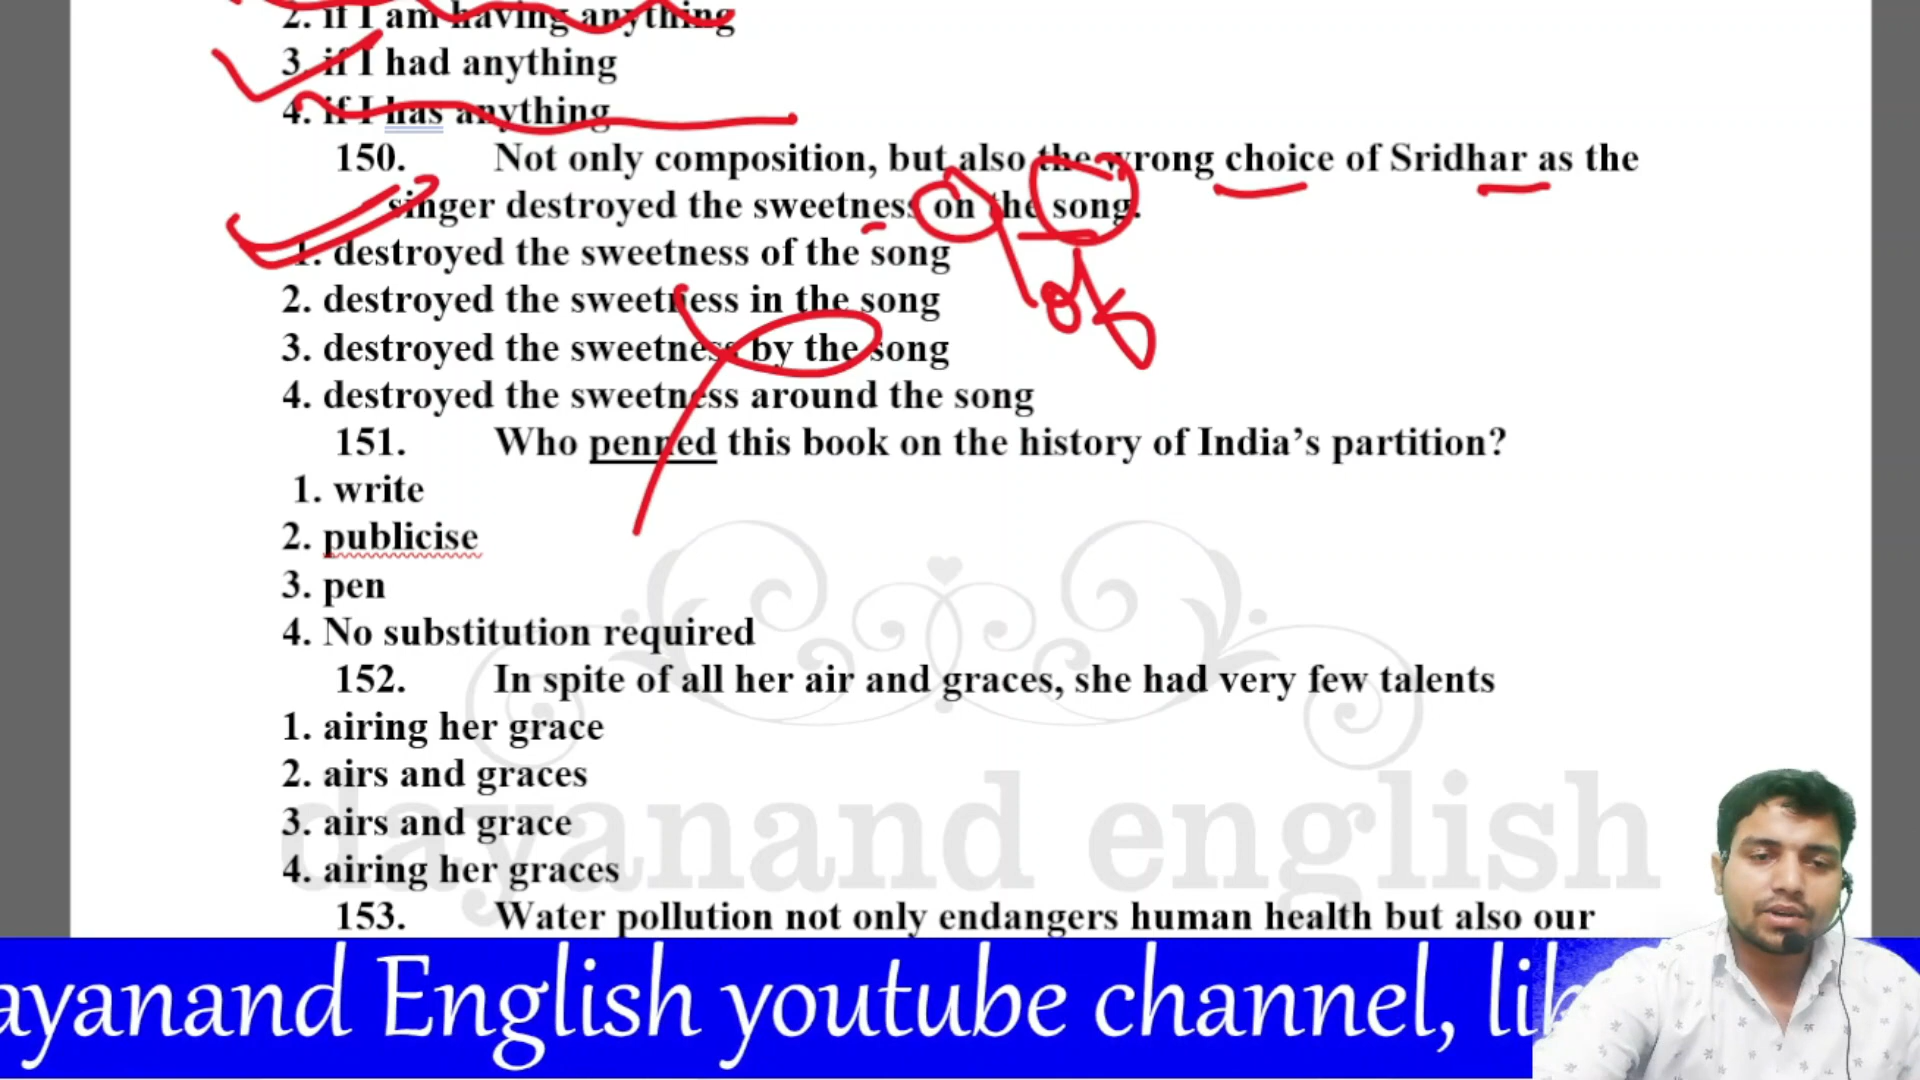 2. if I am having anything
3. if I had anything
4. if I has anything
150. Not only composition, but also the wrong choice of Sridhar as the
singer destroyed the sweetness on the song.
of
1. destroyed the sweetness of the song
2. destroyed the sweetness in the song
3. destroyed the sweetness by the song
4. destroyed the sweetness around the song
151. Who penned this book on the history of India’s partition?
1. write
2. publicise
3. pen
4. No substitution required
152. In spite of all her air and graces, she had very few talents
1. airing her grace
2. airs and graces
3. airs and grace
4. airing her graces
dayanand english
153. Water pollution not only endangers human health but also our
ayanand English youtube channel, li